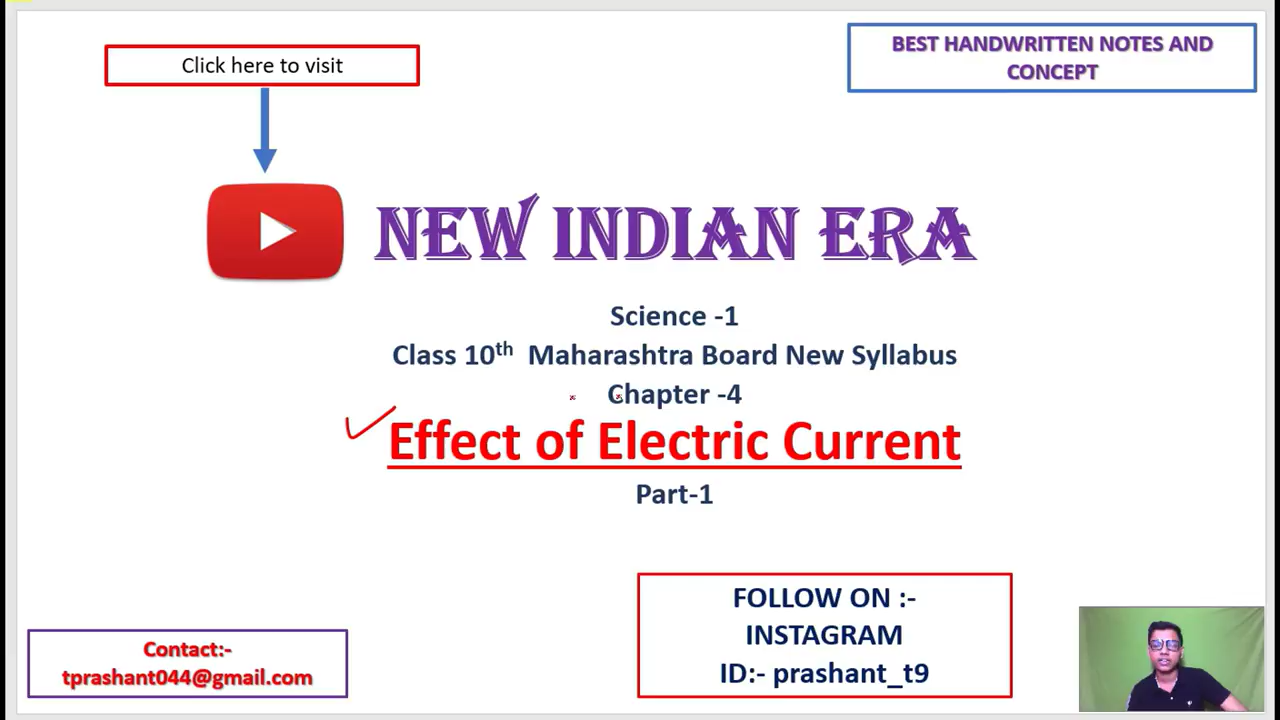 Click here to visit
BEST HANDWRITTEN NOTES AND
CONCEPT
NEW INDIAN ERA
Science -1
Class 10th Maharashtra Board New Syllabus
Chapter -4
Effect of Electric Current
Part-1
FOLLOW ON :-
INSTAGRAM
ID:- prashant_t9
Contact:-
tprashant044@gmail.com